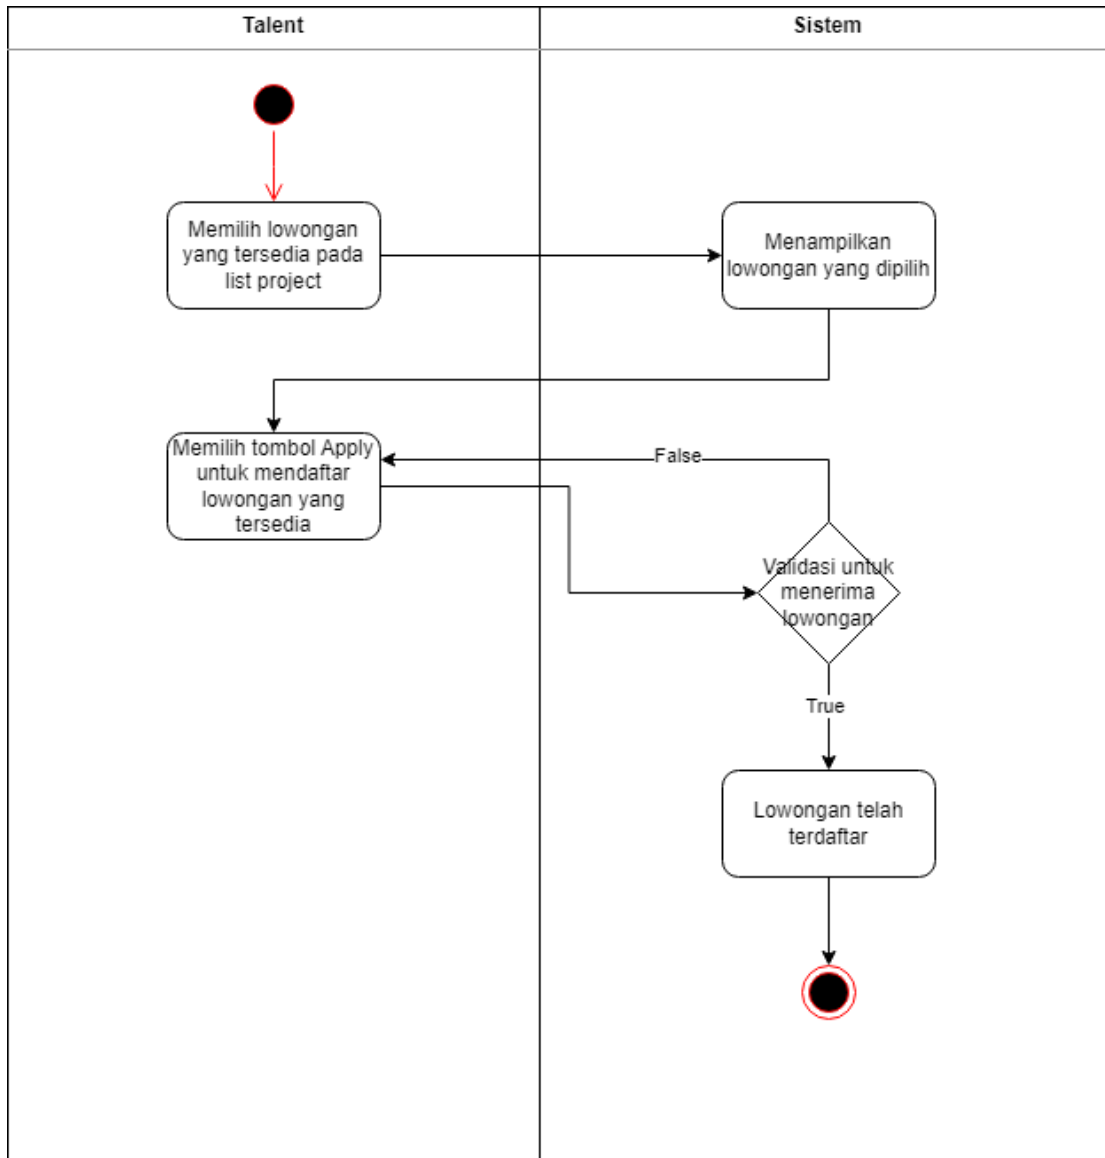 Talent
Sistem
Memilih lowongan
yang tersedia pada
list project
Menampilkan
lowongan yang dipilih
Memilih tombol Apply
untuk mendaftar
lowongan yang
tersedia
False
Validasi untuk
menerima
lowongan
True
Lowongan telah
terdaftar